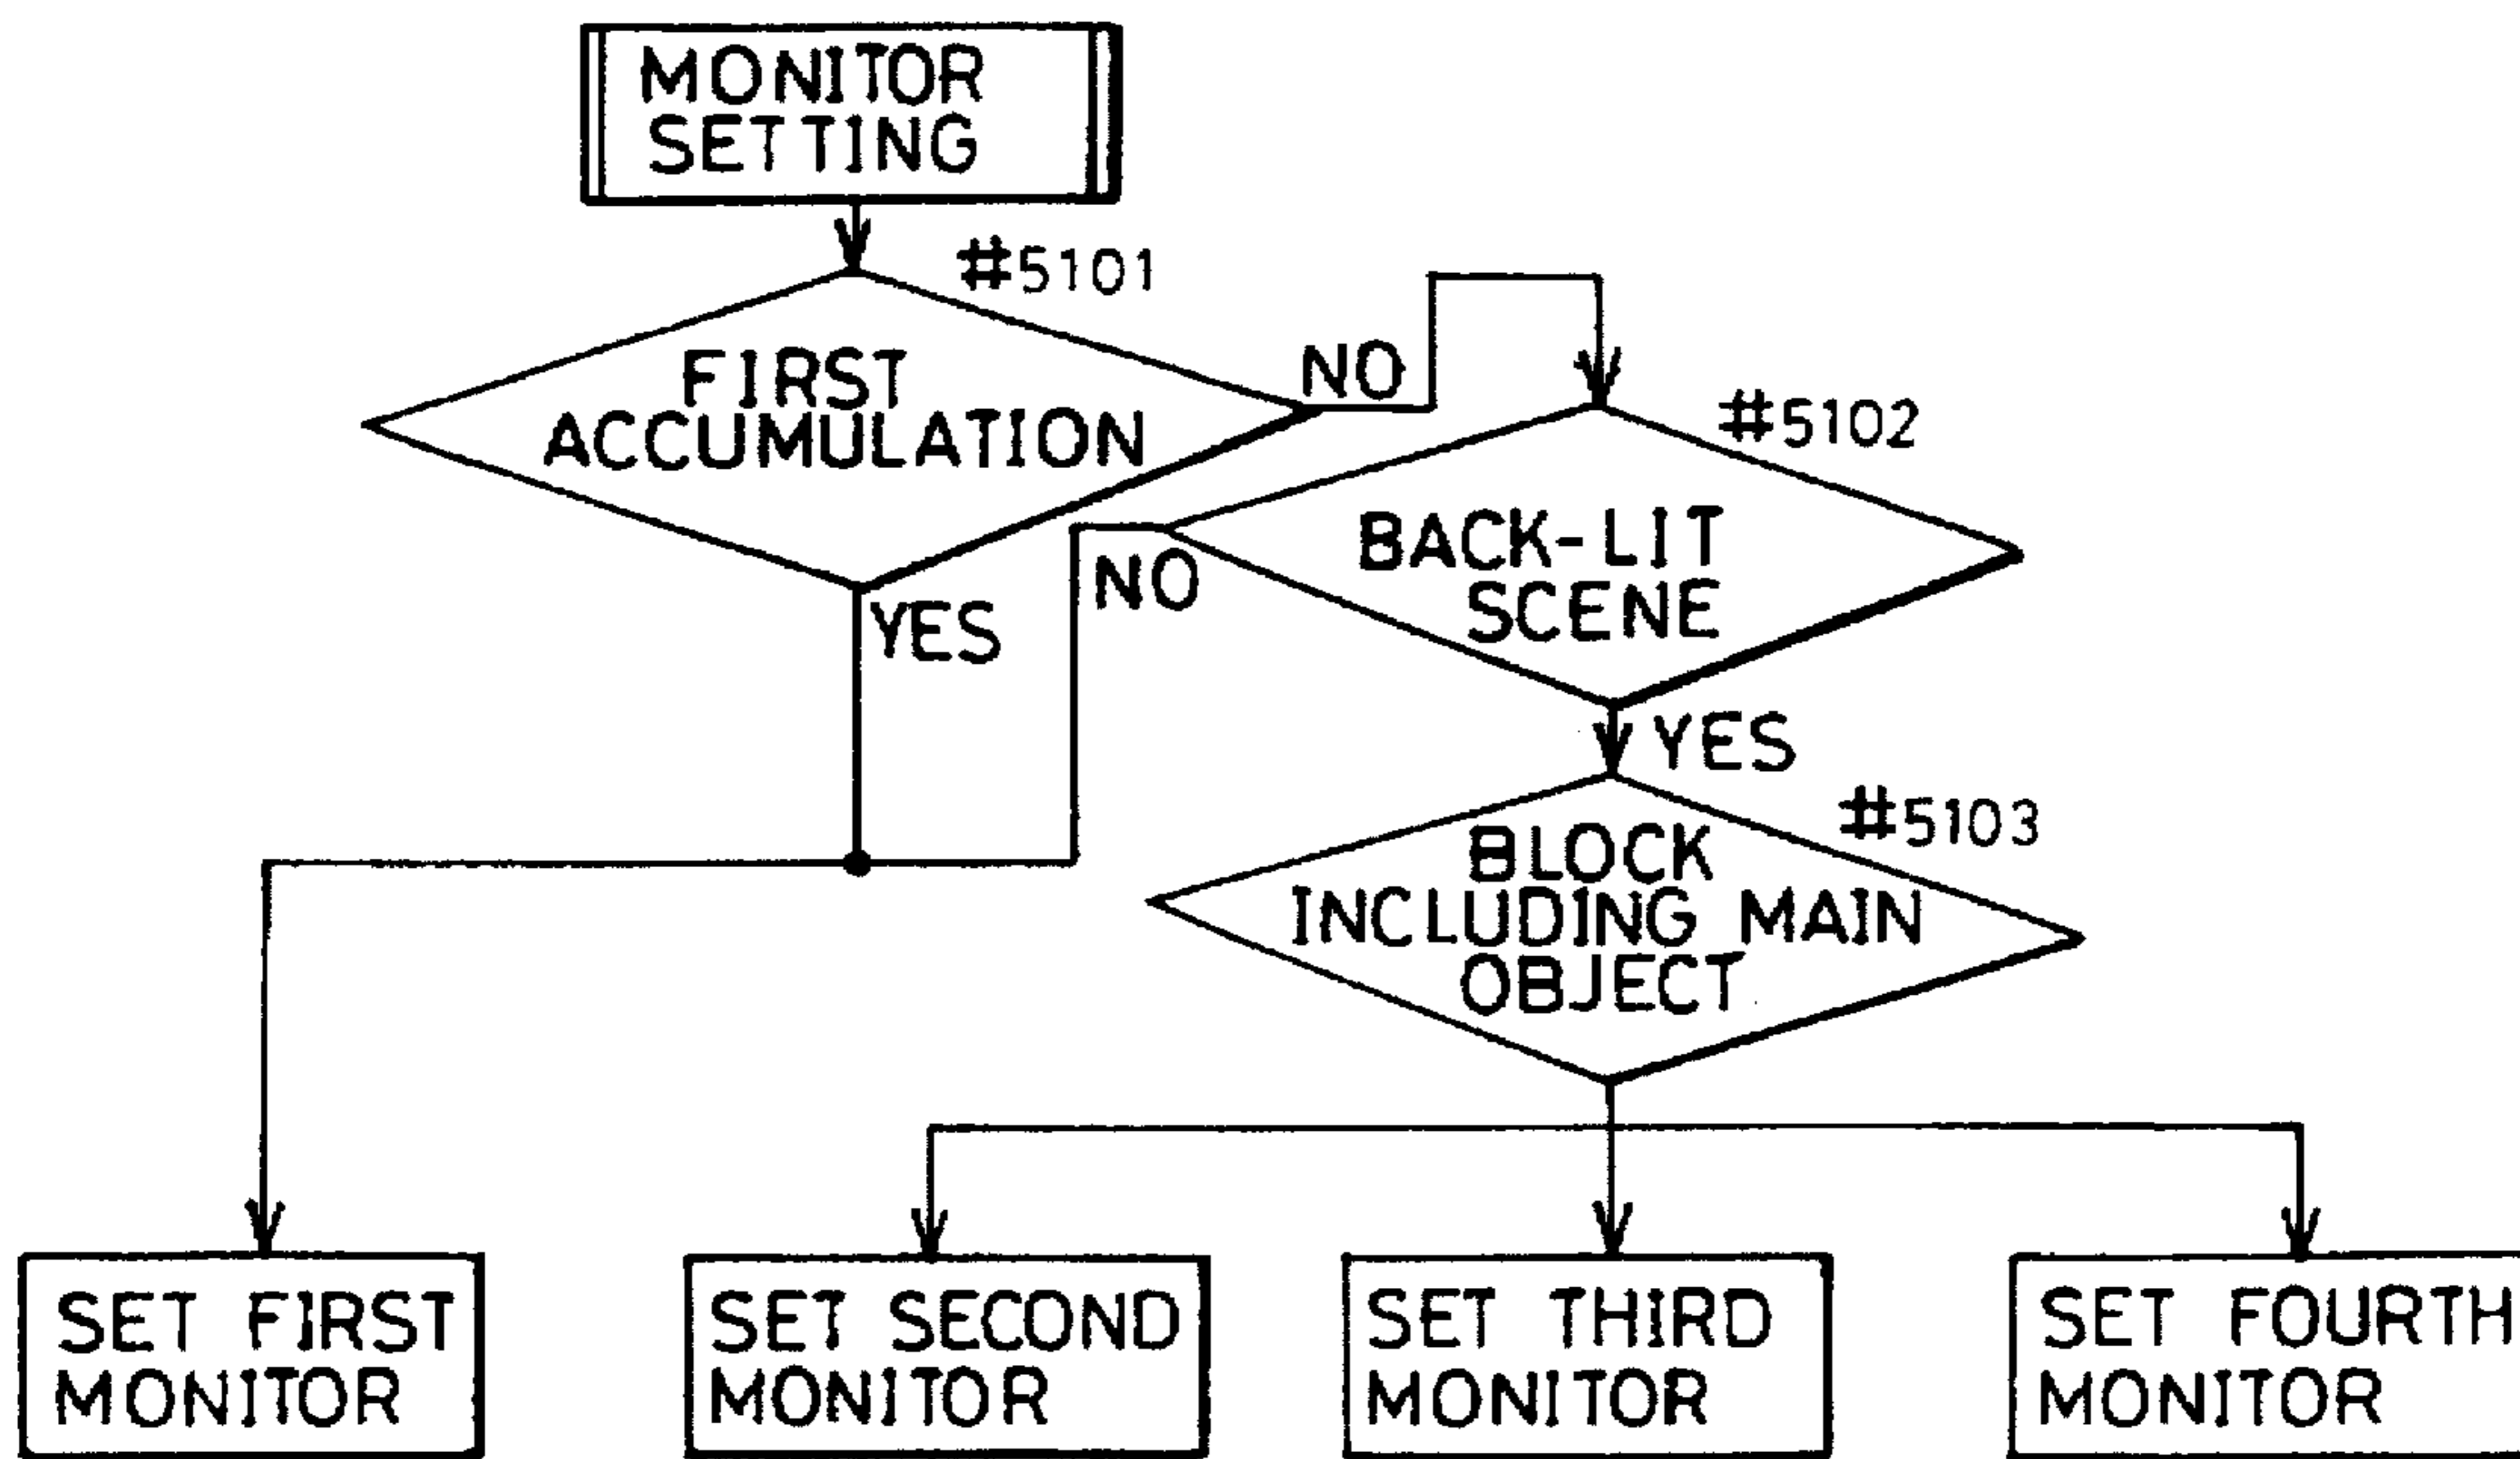 MONITOR
SETTING
#5101
FIRST
ACCUMULATION
NO
#5102
BACK-LIT
SCENE
NO
YES
YES
#5103
BLOCK
INCLUDING MAIN
OBJECT
SET FIRST
MONITOR
SET SECOND
MONITOR
SET THIRD
MONITOR
SET FOURTH
MONITOR